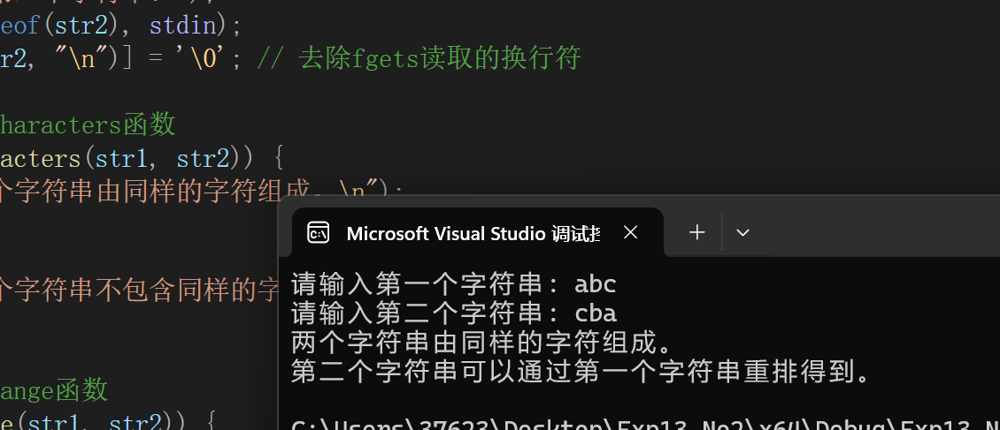 eof(str2), stdin);
r2, "\n")] = '\0'; // 去除fgets读取的换行符
haracters函数
acters(str1, str2)) {
个字符串由同样的字符组成。\n");
个字符串不包含同样的字
ange函数
e(str1, str2)) {
Microsoft Visual Studio 调试控
请输入第一个字符串: abc
请输入第二个字符串: cba
两个字符串由同样的字符组成。
第二个字符串可以通过第一个字符串重排得到。
C:\Users\37623\Desktop\Exp13_No2\x64\Debug\Exp13_N